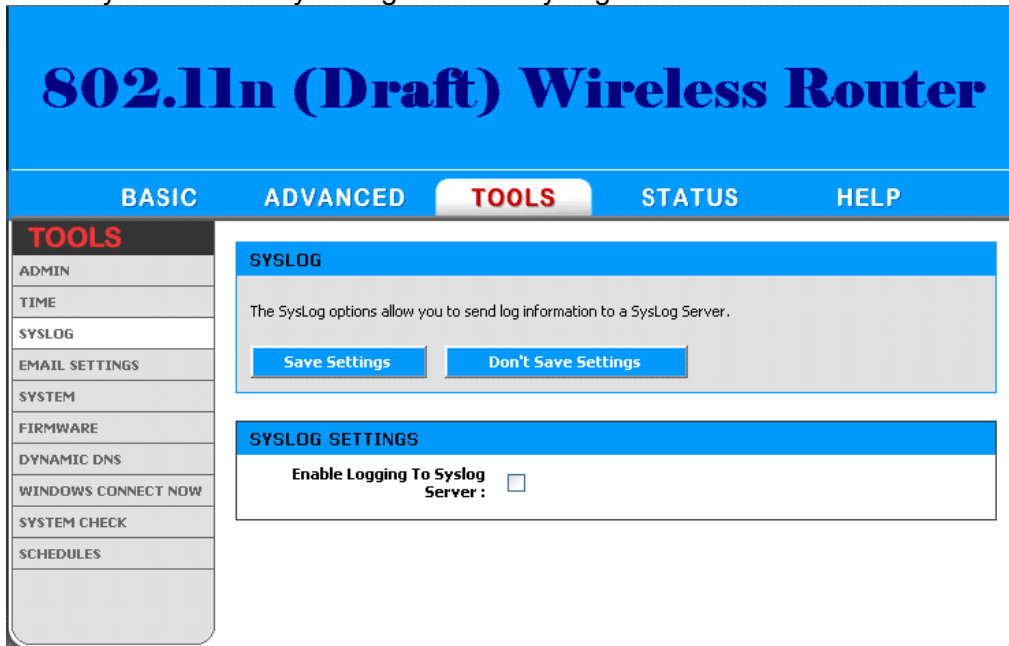 802.11n (Draft) Wireless Router
BASIC ADVANCED TOOLS STATUS HELP
TOOLS
ADMIN
TIME
SYSLOG
EMAIL SETTINGS
SYSTEM
FIRMWARE
DYNAMIC DNS
WINDOWS CONNECT NOW
SYSTEM CHECK
SCHEDULES
SYSLOG
The SysLog options allow you to send log information to a SysLog Server.
Save Settings Don't Save Settings
SYSLOG SETTINGS
Enable Logging To Syslog
Server :